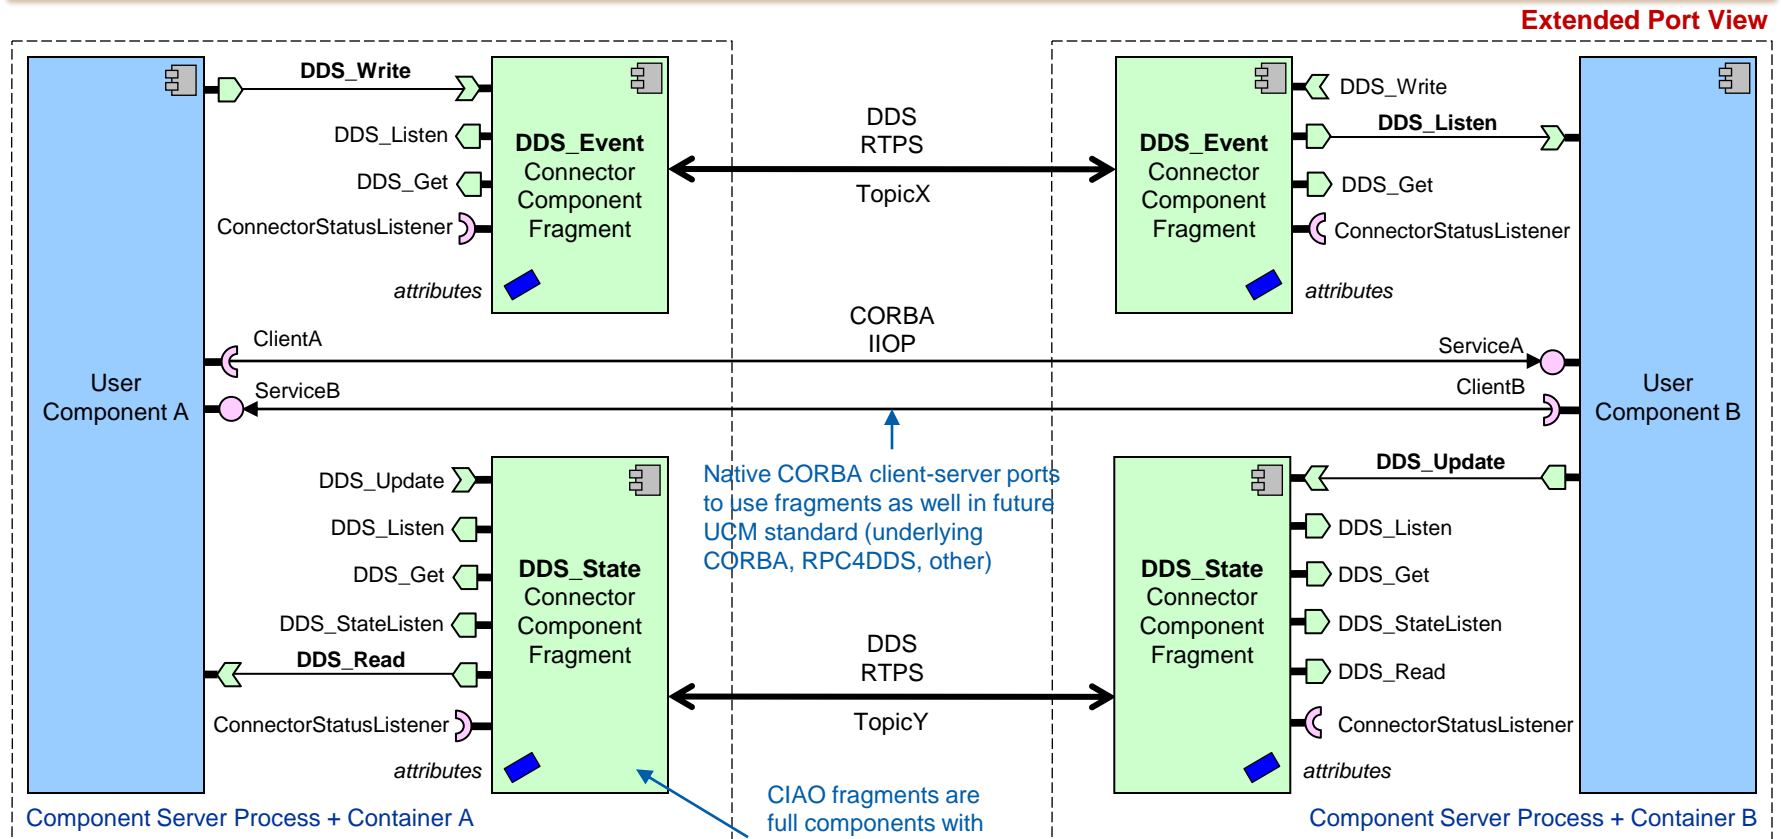 Extended Port View
DDS_Write
DDS_Listen
DDS_Get
ConnectorStatusListener
attributes
DDS_Event
Connector
Component
Fragment
DDS
RTPS
TopicX
DDS_Event
Connector
Component
Fragment
DDS_Write
DDS_Listen
DDS_Get
ConnectorStatusListener
attributes
CORBA
IIOP
ClientA
ServiceA
ServiceB
ClientB
User
Component A
User
Component B
Native CORBA client-server ports
to use fragments as well in future
UCM standard (underlying
CORBA, RPC4DDS, other)
DDS_Update
DDS_Listen
DDS_Get
DDS_StateListen
DDS_Read
ConnectorStatusListener
attributes
DDS_State
Connector
Component
Fragment
DDS
RTPS
TopicY
DDS_State
Connector
Component
Fragment
DDS_Update
DDS_Listen
DDS_Get
DDS_StateListen
DDS_Read
ConnectorStatusListener
attributes
CIAO fragments are
full components with
Component Server Process + Container A
Component Server Process + Container B